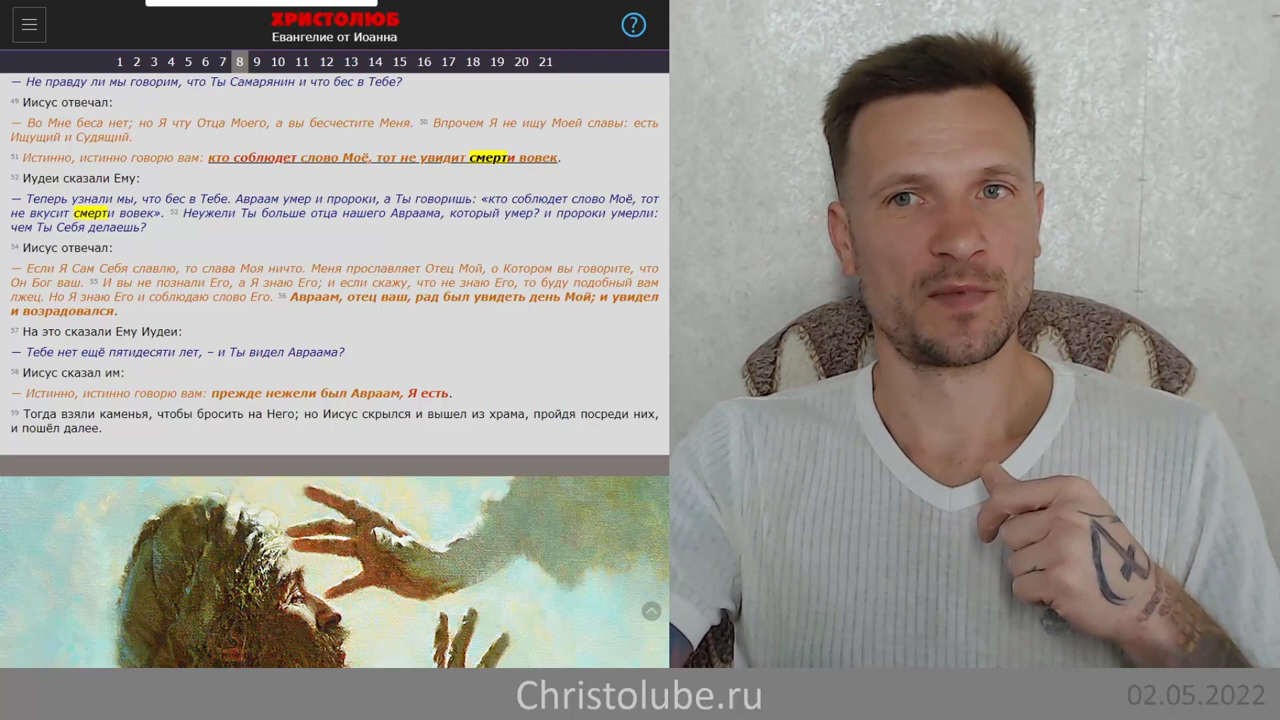 ХРИСТОЛЮБ
Евангелие от Иоанна
?
1 2 3 4 5 6 7 8 9 10 11 12 13 14 15 16 17 18 19 20 21
— Не правду ли мы говорим, что Ты Самарянин и что бес в Тебе?
49 Иисус отвечал:
— Во Мне беса нет; но Я чту Отца Моего, а вы бесчестите Меня. 50 Впрочем Я не ищу Моей славы: есть
Ищущий и Судящий.
51 Истинно, истинно говорю вам: кто соблюдет слово Моё, тот не увидит смерти вовек.
52 Иудеи сказали Ему:
— Теперь узнали мы, что бес в Тебе. Авраам умер и пророки, а Ты говоришь: «кто соблюдет слово Моё, тот
не вкусит смерти вовек». 53 Неужели Ты больше отца нашего Авраама, который умер? и пророки умерли:
чем Ты Себя делаешь?
54 Иисус отвечал:
— Если Я Сам Себя славлю, то слава Моя ничто. Меня прославляет Отец Мой, о Котором вы говорите, что
Он Бог ваш. 55 И вы не познали Его, а Я знаю Его; и если скажу, что не знаю Его, то буду подобный вам
лжец. Но Я знаю Его и соблюдаю слово Его. 56 Авраам, отец ваш, рад был увидеть день Мой; и увидел
и возрадовался.
57 На это сказали Ему Иудеи:
— Тебе нет ещё пятидесяти лет, – и Ты видел Авраама?
58 Иисус сказал им:
— Истинно, истинно говорю вам: прежде нежели был Авраам, Я есть.
59 Тогда взяли каменья, чтобы бросить на Него; но Иисус скрылся и вышел из храма, пройдя посреди них,
и пошёл далее.
Christolube.ru
02.05.2022